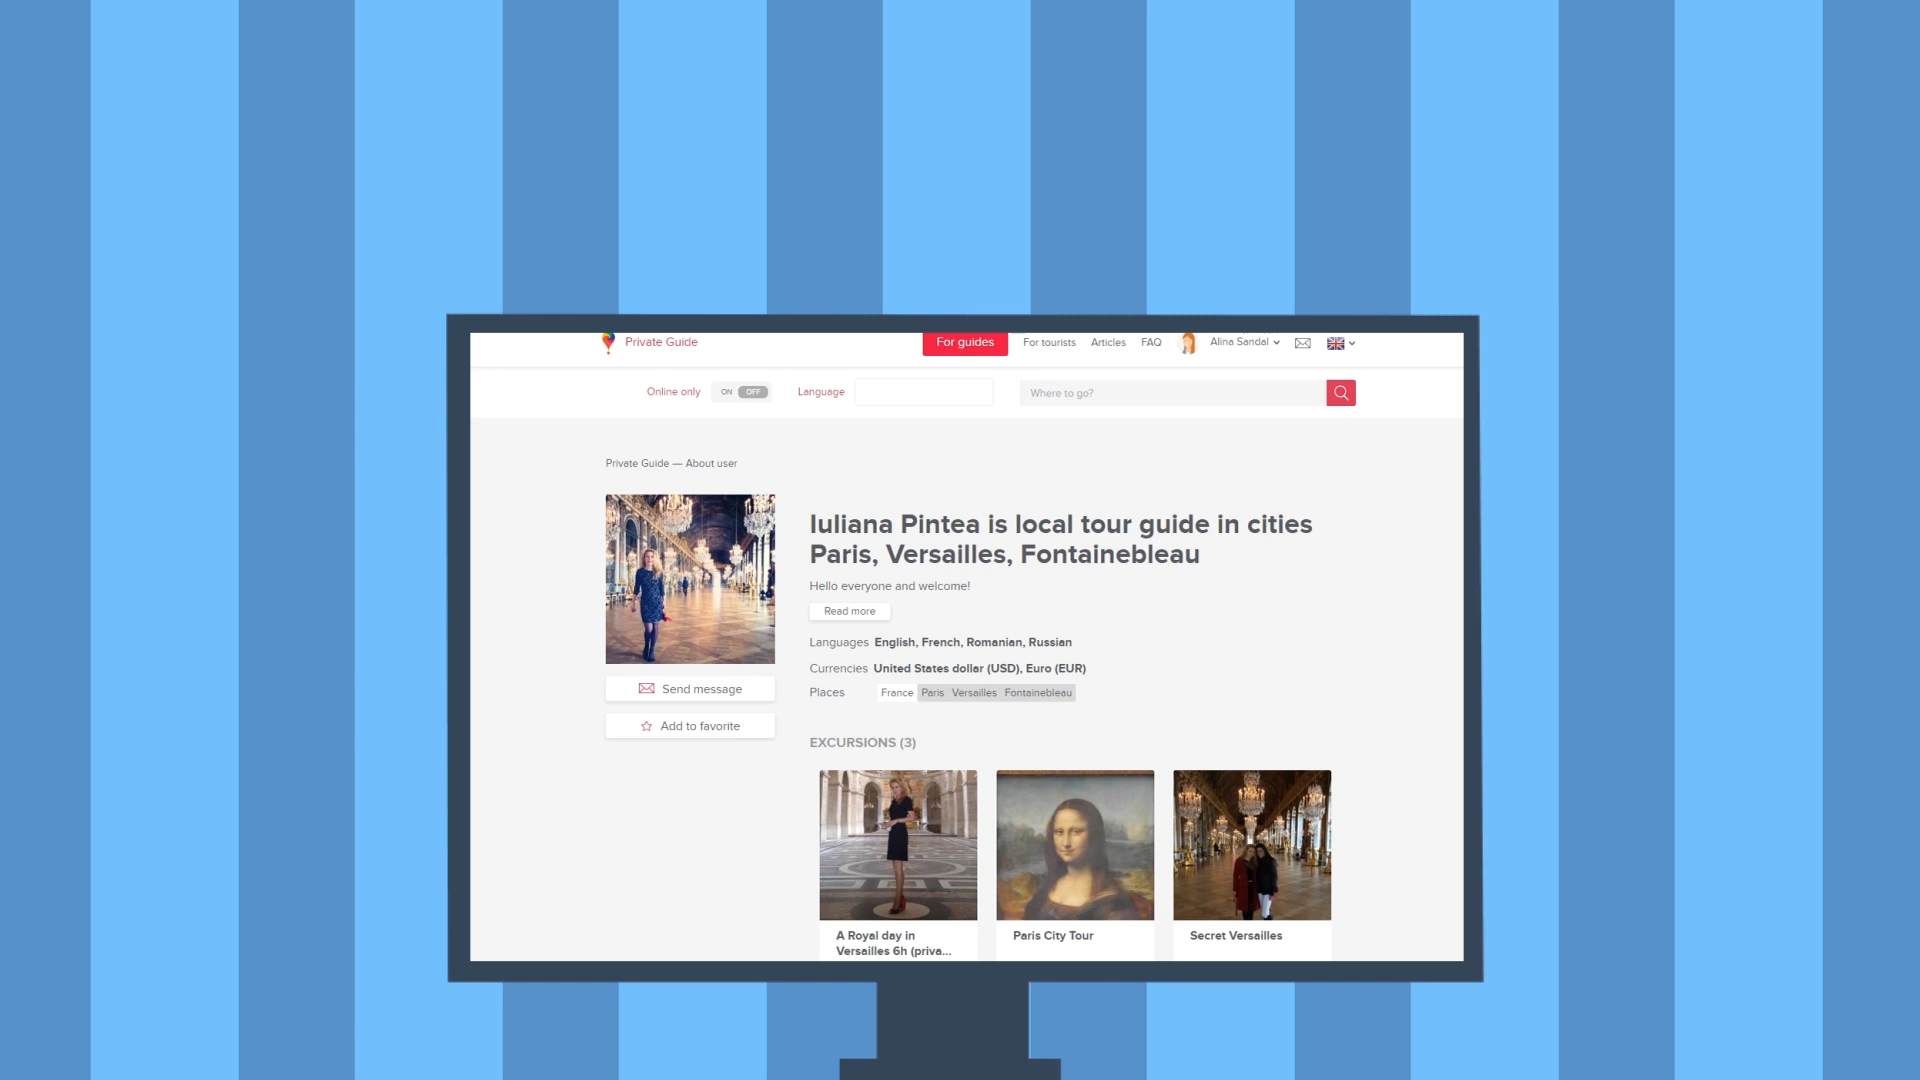 Private Guide
For guides
For tourists
Articles
FAQ
Alina Sandal
Online only
ON
OFF
Language
Where to go?
Private Guide — About user
Iuliana Pintea is local tour guide in cities
Paris, Versailles, Fontainebleau
Hello everyone and welcome!
Read more
Languages English, French, Romanian, Russian
Currencies United States dollar (USD), Euro (EUR)
Places France Paris Versailles Fontainebleau
Send message
Add to favorite
EXCURSIONS (3)
A Royal day in
Versailles 6h (priva...
Paris City Tour
Secret Versailles